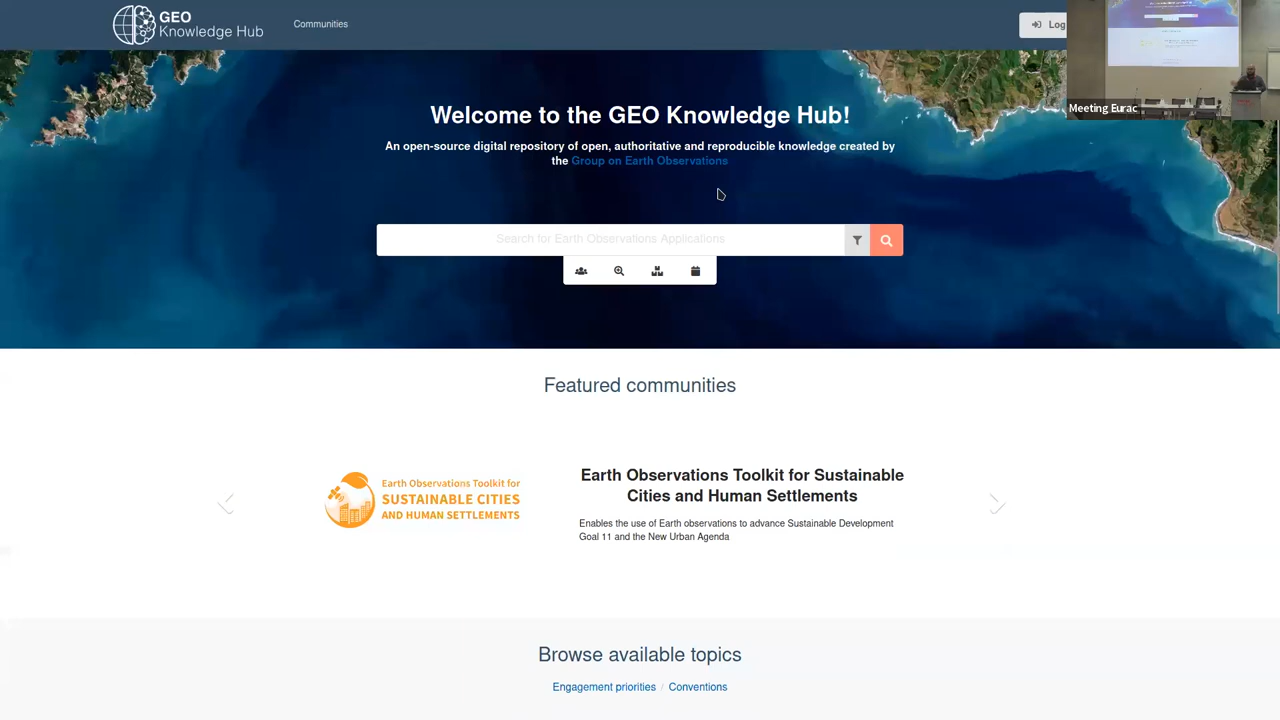 GEO
Knowledge Hub
Communities
Log
Meeting Eurac
Welcome to the GEO Knowledge Hub!
An open-source digital repository of open, authoritative and reproducible knowledge created by
the Group on Earth Observations
Search for Earth Observations Applications
Featured communities
Earth Observations Toolkit for
SUSTAINABLE CITIES
AND HUMAN SETTLEMENTS
Earth Observations Toolkit for Sustainable
Cities and Human Settlements
Enables the use of Earth observations to advance Sustainable Development
Goal 11 and the New Urban Agenda
Browse available topics
Engagement priorities / Conventions